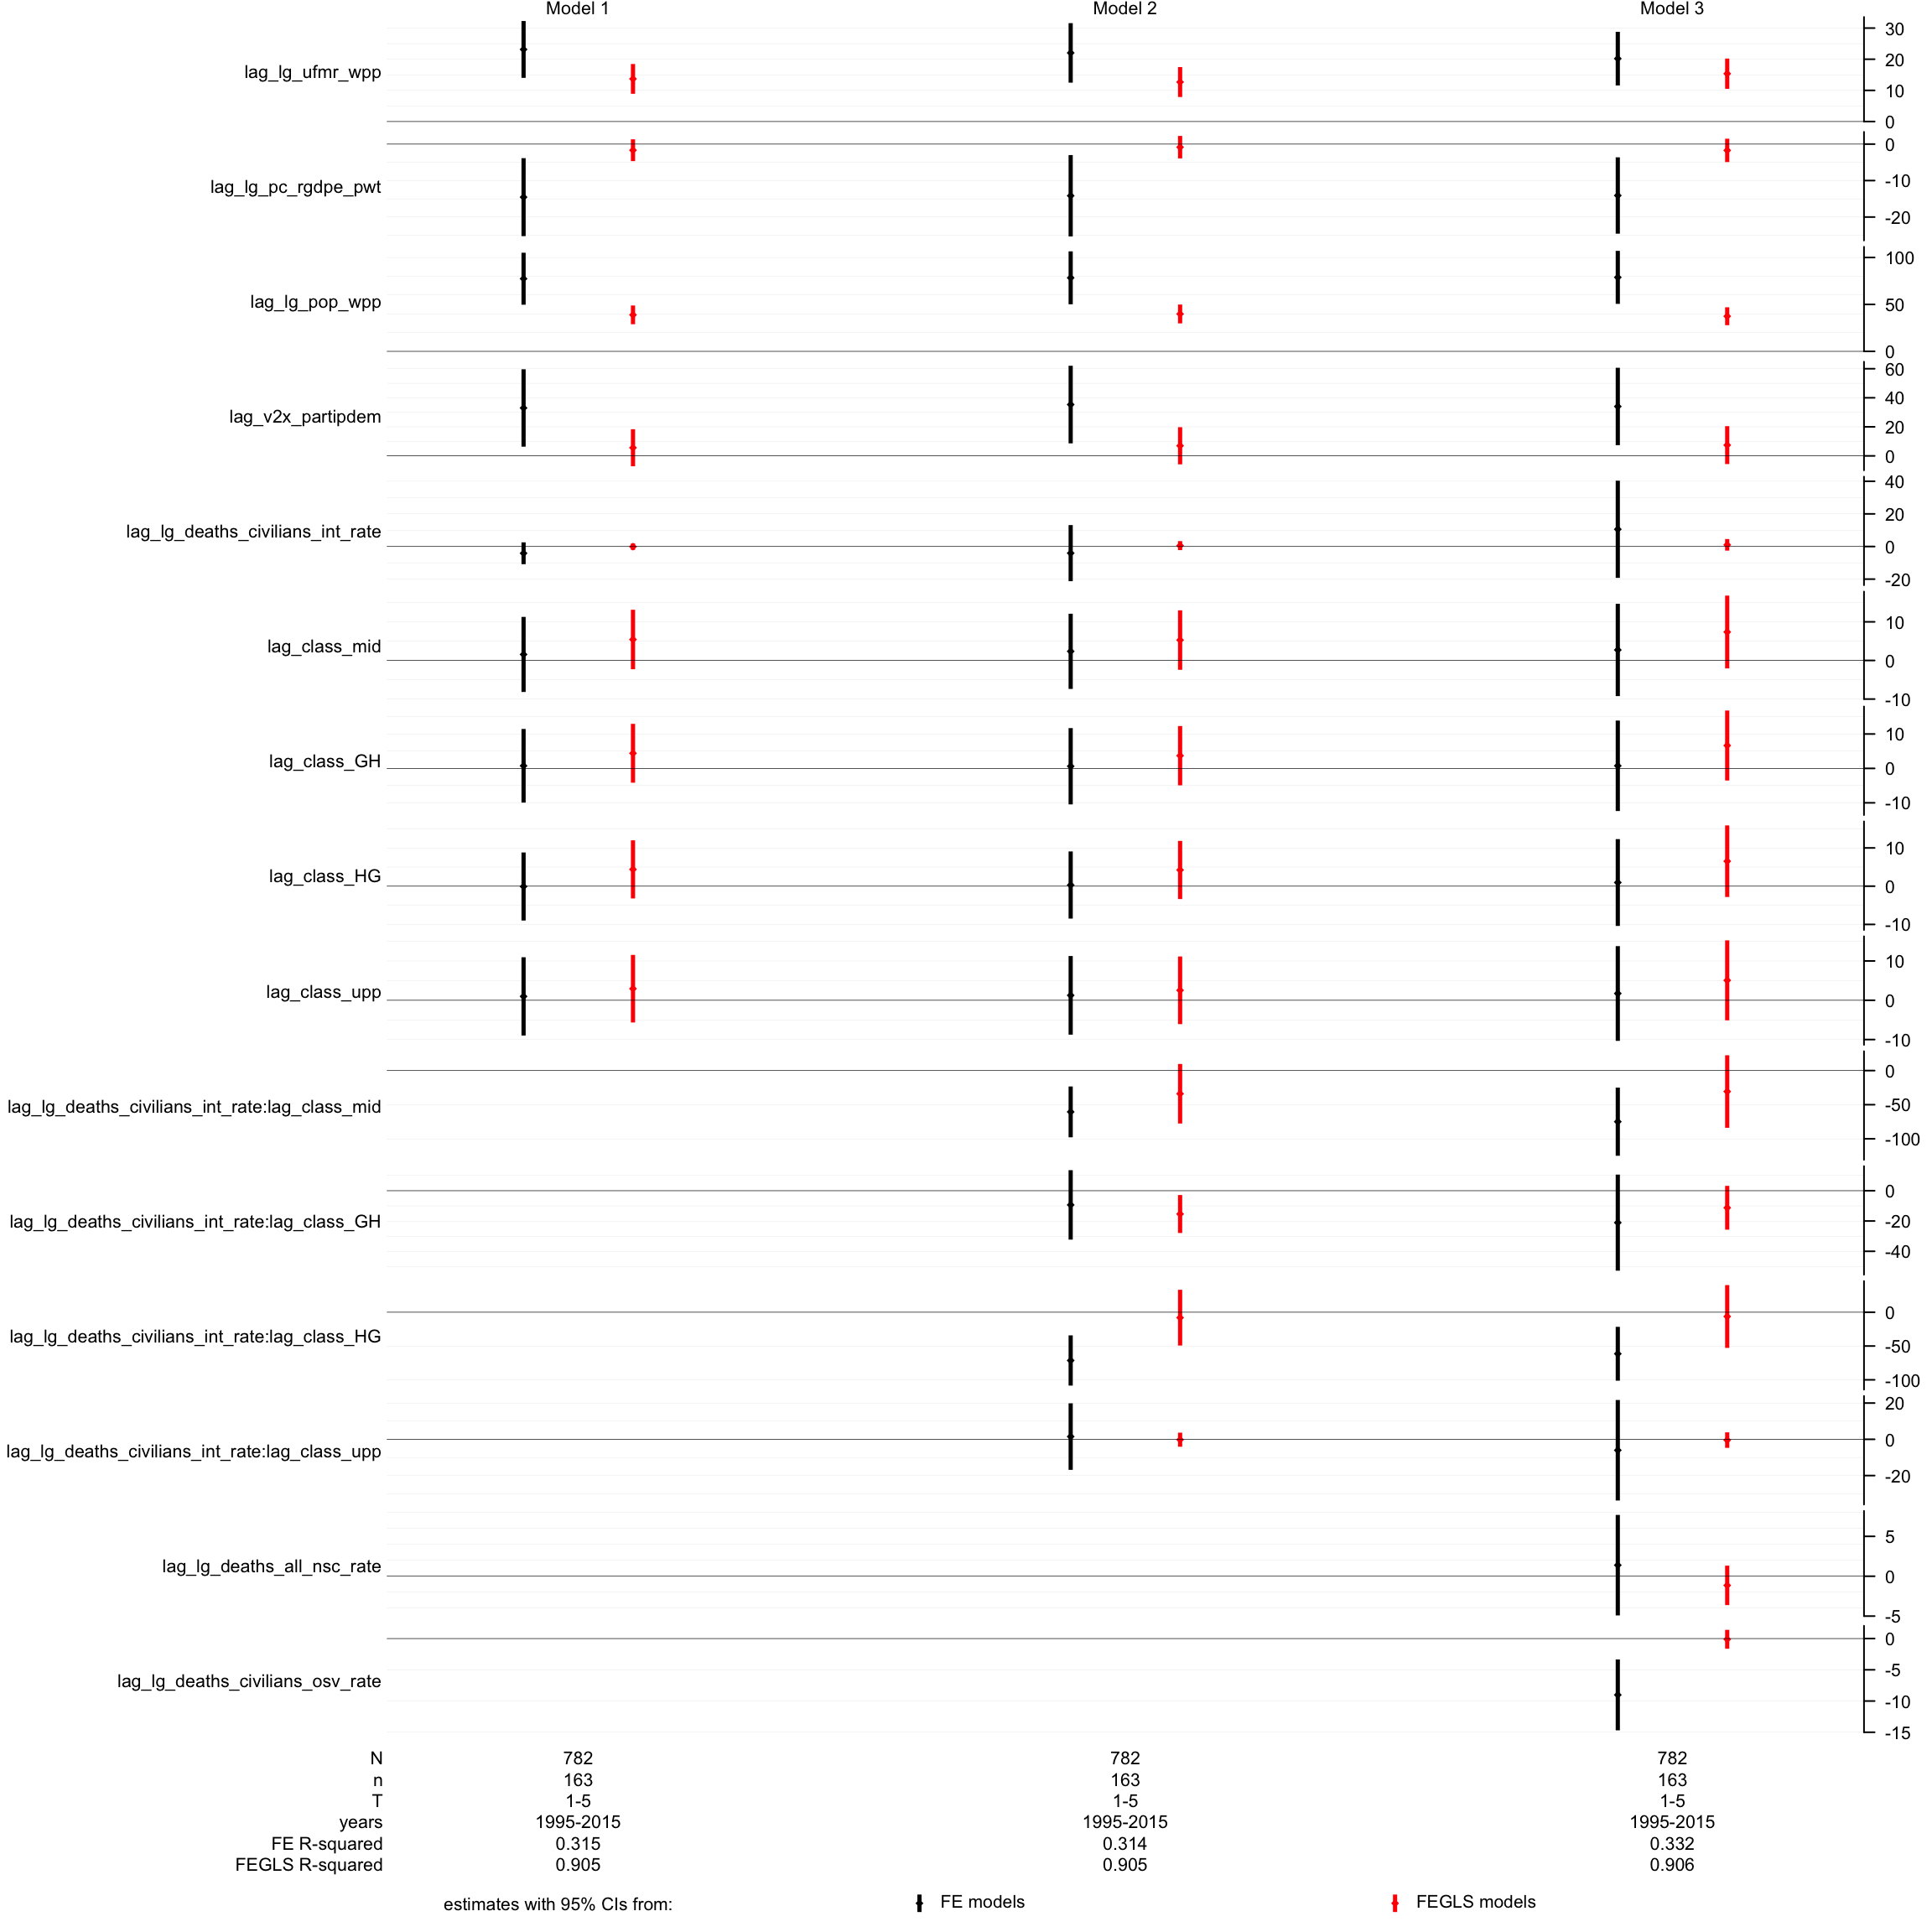 Model 1 Model 2 Model 3
lag_lg_ufmr_wpp
30
20
10
0
lag_lg_pc_rgdpe_pwt
0
-10
-20
lag_lg_pop_wpp
100
50
0
lag_v2x_partipdem
60
40
20
0
lag_lg_deaths_civilians_int_rate
40
20
0
-20
lag_class_mid
10
0
-10
lag_class_GH
10
0
-10
lag_class_HG
10
0
-10
lag_class_upp
10
0
-10
lag_lg_deaths_civilians_int_rate:lag_class_mid
0
-50
-100
lag_lg_deaths_civilians_int_rate:lag_class_GH
0
-20
-40
lag_lg_deaths_civilians_int_rate:lag_class_HG
0
-50
-100
lag_lg_deaths_civilians_int_rate:lag_class_upp
20
0
-20
lag_lg_deaths_all_nsc_rate
5
0
-5
lag_lg_deaths_civilians_osv_rate
0
-5
-10
-15
N 782 782 782
n 163 163 163
T 1-5 1-5 1-5
years 1995-2015 1995-2015 1995-2015
FE R-squared 0.315 0.314 0.332
FEGLS R-squared 0.905 0.905 0.906
estimates with 95% CIs from: FE models FEGLS models